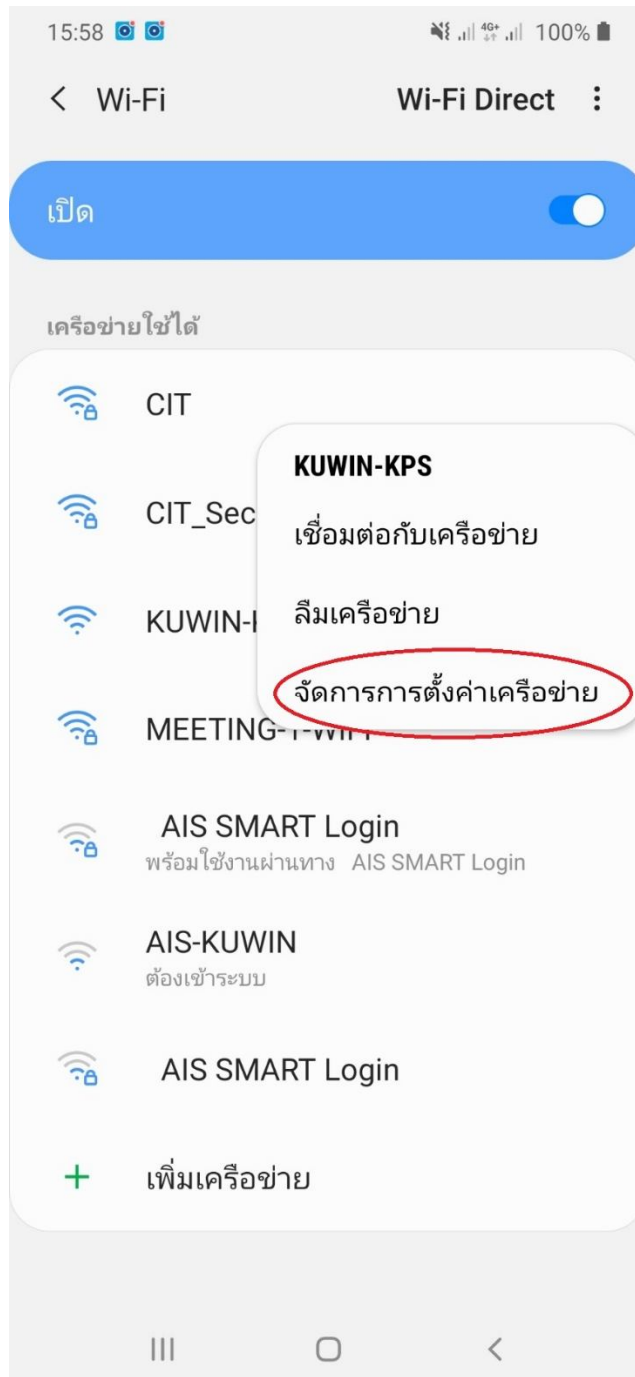 15:58 4G+ 100%
Wi-Fi Wi-Fi Direct
เปิด
เครือข่ายใช้ได้
CIT
KUWIN-KPS
CIT_Sec
เชื่อมต่อกับเครือข่าย
KUWIN-
ลืมเครือข่าย
จัดการการตั้งค่าเครือข่าย
MEETING-1-WIFI
AIS SMART Login
พร้อมใช้งานผ่านทาง AIS SMART Login
AIS-KUWIN
ต้องเข้าระบบ
AIS SMART Login
เพิ่มเครือข่าย